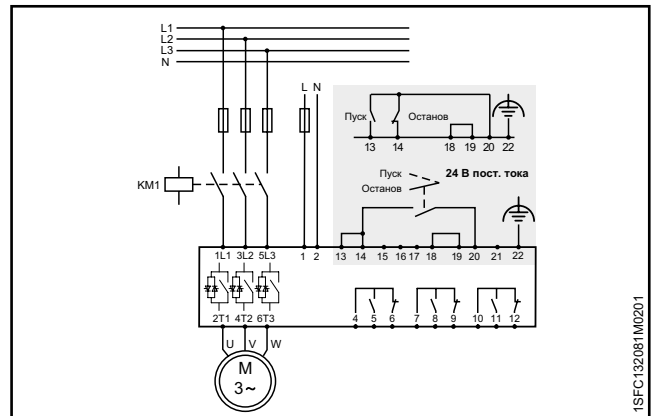 L1
L2
L3
N
L N
Пуск
Останов
13 14 18 19 20 22
KM1
Пуск
Останов
24 В пост. тока
1L1 3L2 5L3 1 2 13 14 15 16 17 18 19 20 21 22
2T1 4T2 6T3 4 5 6 7 8 9 10 11 12
U V W
M
3~
1SFC132081M0201